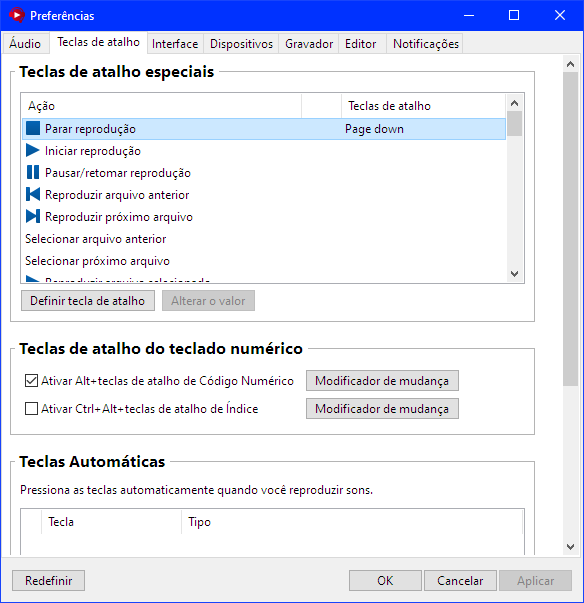 Preferências
Áudio Teclas de atalho Interface Dispositivos Gravador Editor Notificações
Teclas de atalho especiais
Ação Teclas de atalho
Parar reprodução Page down
Iniciar reprodução
Pausar/retomar reprodução
Reproduzir arquivo anterior
Reproduzir próximo arquivo
Selecionar arquivo anterior
Selecionar próximo arquivo
Reproduzir arquivo selecionado
Definir tecla de atalho Alterar o valor
Teclas de atalho do teclado numérico
Ativar Alt+teclas de atalho de Código Numérico Modificador de mudança
Ativar Ctrl+Alt+teclas de atalho de Índice Modificador de mudança
Teclas Automáticas
Pressiona as teclas automaticamente quando você reproduzir sons.
Tecla Tipo
Redefinir OK Cancelar Aplicar